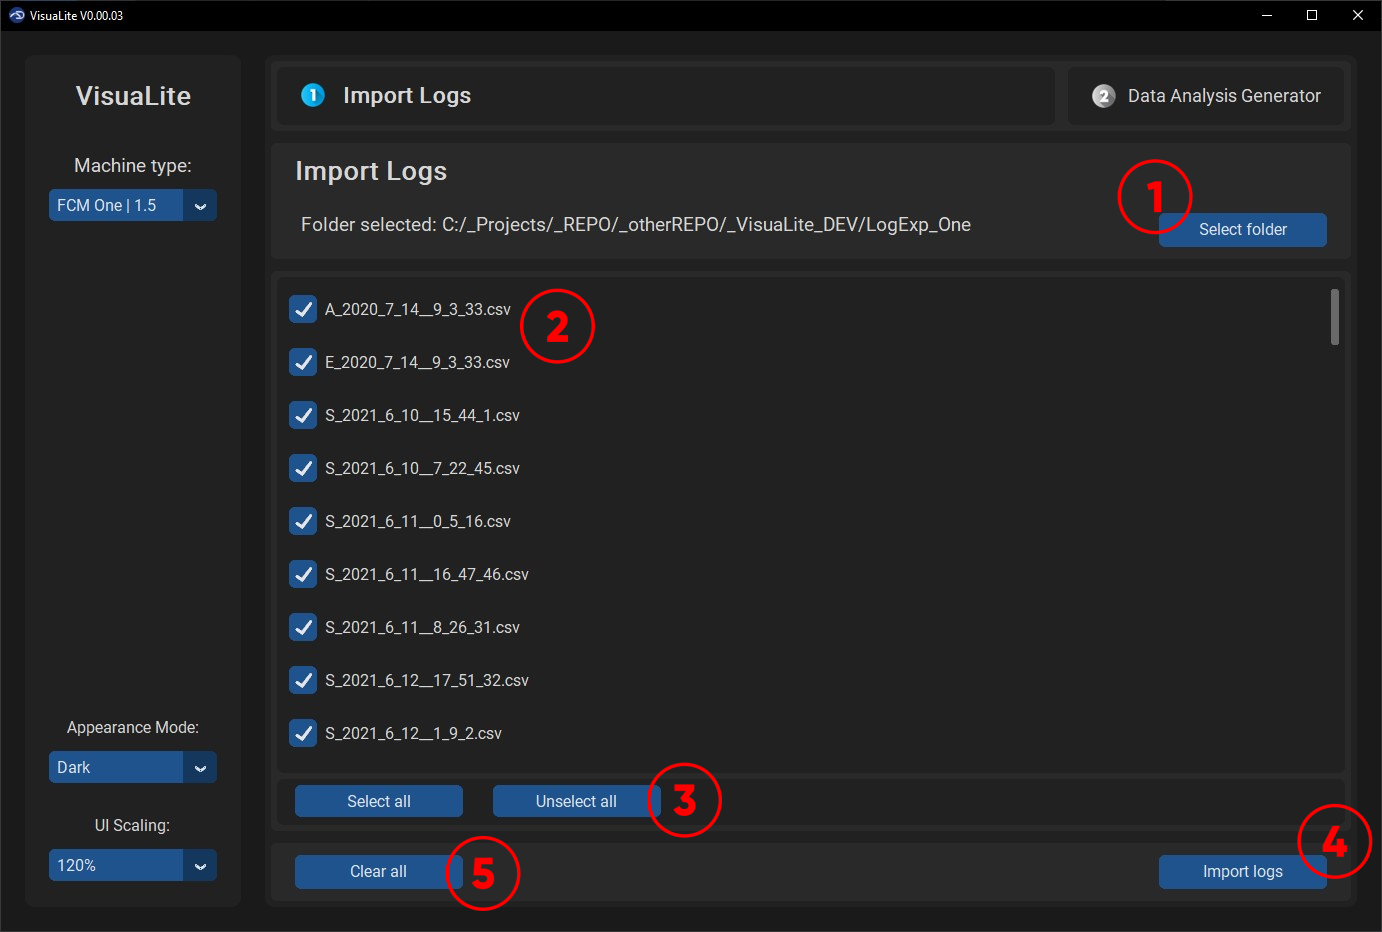 VisuaLite V0.00.03
VisuaLite
Machine type:
FCM One | 1.5
Appearance Mode:
Dark
UI Scaling:
120%
1 Import Logs
2 Data Analysis Generator
Import Logs
1
Folder selected: C:/_Projects/_REPO/_otherREPO/_VisuaLite_DEV/LogExp_One
Select folder
A_2020_7_14__9_3_33.csv
2
E_2020_7_14__9_3_33.csv
S_2021_6_10__15_44_1.csv
S_2021_6_10__7_22_45.csv
S_2021_6_11__0_5_16.csv
S_2021_6_11__16_47_46.csv
S_2021_6_11__8_26_31.csv
S_2021_6_12__17_51_32.csv
S_2021_6_12__1_9_2.csv
Select all
Unselect all
3
4
Clear all
5
Import logs